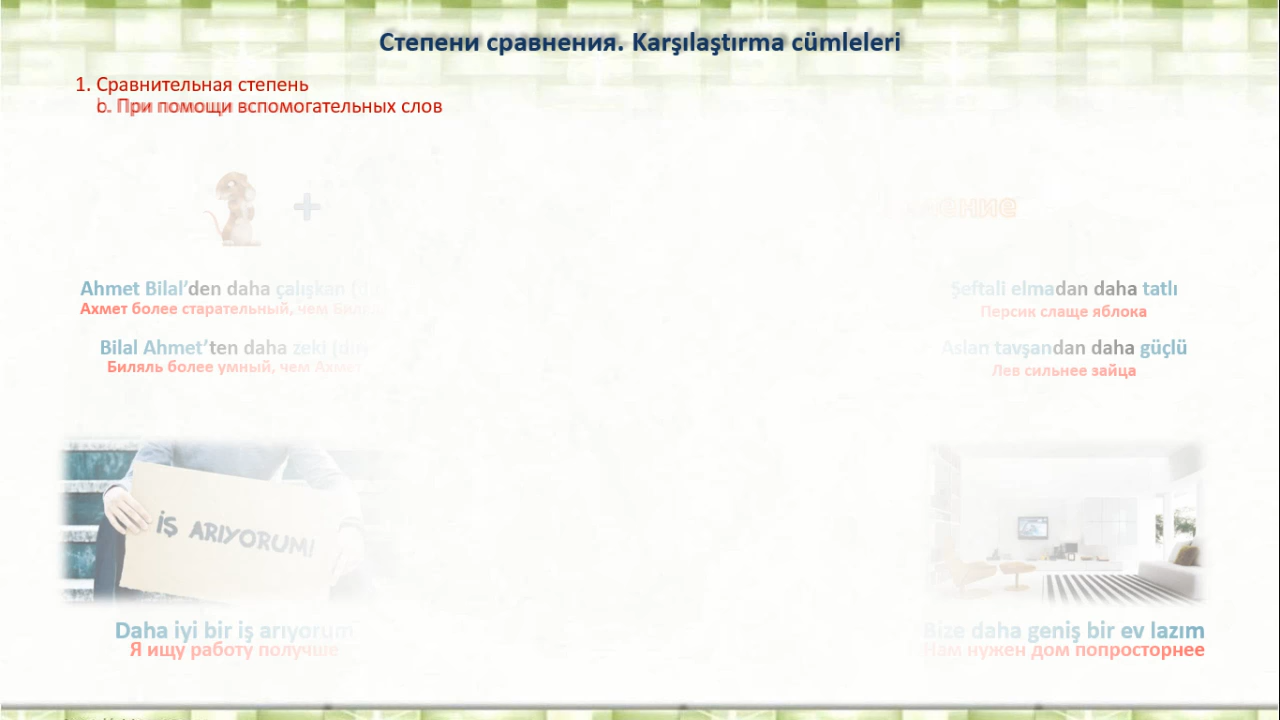 Степени сравнения. Karşılaştırma cümleleri
1. Сравнительная степень
При помощи вспомогательных слов
+
Ahmet Bilal'den daha çalışkan
Ахмет более старательный, чем
Şeftali elmadan daha tatlı
Персик слаще яблока
Bilal Ahmet'ten daha zeki
Биляль более умный, чем Ахмет
Aslan tavşandan daha güçlü
Лев сильнее зайца
İŞ ARIYORUM!
Daha iyi bir iş arıyorum
Я ищу работу получше
Bize daha geniş bir ev lazım
Нам нужен дом попросторнее